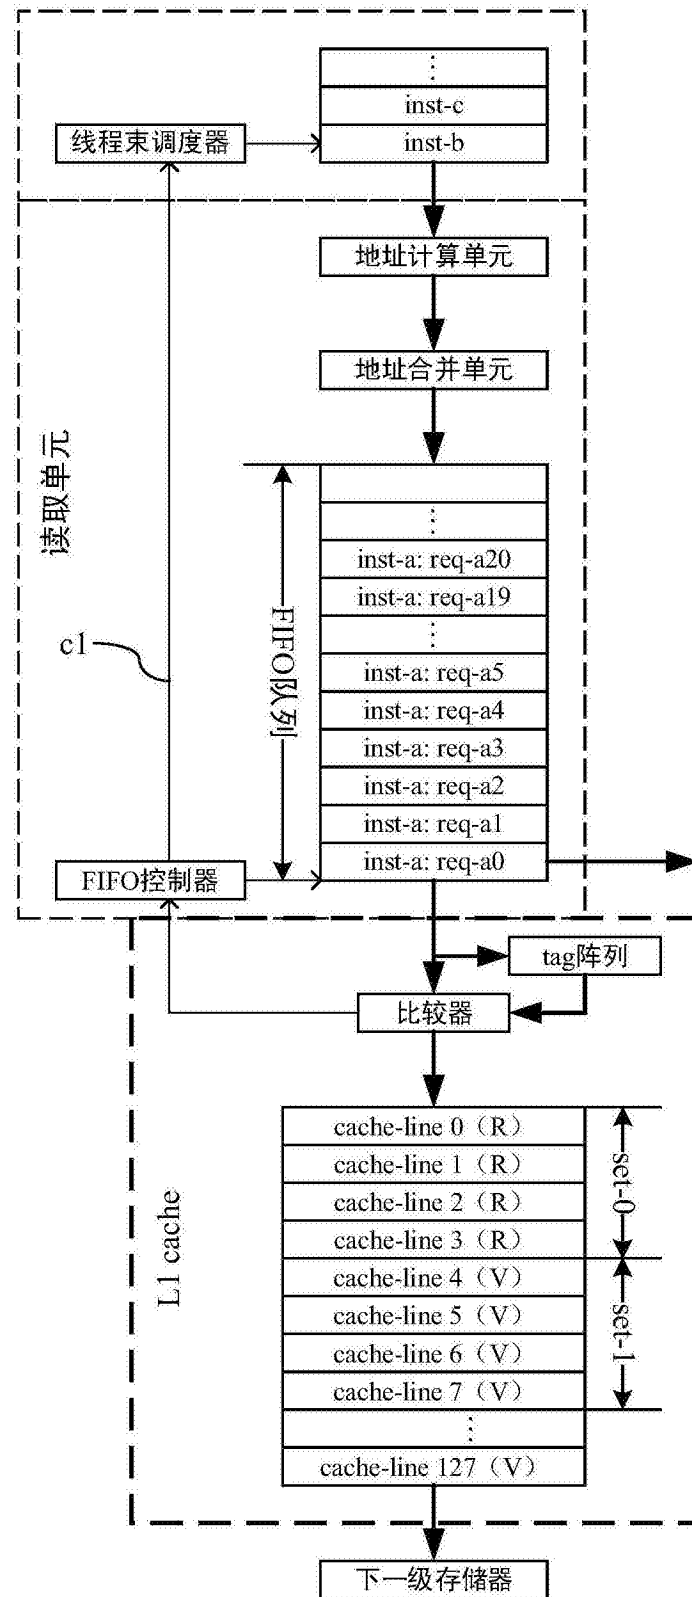 ⋮
inst-c
线程束调度器
inst-b
地址计算单元
地址合并单元
读取单元
c1
FIFO队列
⋮
inst-a: req-a20
inst-a: req-a19
⋮
inst-a: req-a5
inst-a: req-a4
inst-a: req-a3
inst-a: req-a2
inst-a: req-a1
inst-a: req-a0
FIFO控制器
tag阵列
比较器
L1 cache
cache-line 0（R）
cache-line 1（R）
cache-line 2（R）
cache-line 3（R）
set-0
cache-line 4（V）
cache-line 5（V）
cache-line 6（V）
cache-line 7（V）
set-1
⋮
cache-line 127（V）
下一级存储器